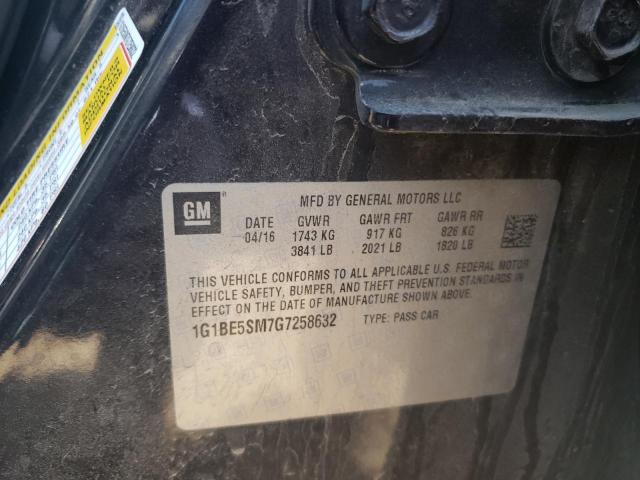 GM
MFD BY GENERAL MOTORS LLC
DATE GVWR GAWR FRT GAWR RR
04/16 1743 KG 917 KG 826 KG
3841 LB 2021 LB 1820 LB
THIS VEHICLE CONFORMS TO ALL APPLICABLE U.S. FEDERAL MOTOR
VEHICLE SAFETY, BUMPER, AND THEFT PREVENTION STANDARDS IN
EFFECT ON THE DATE OF MANUFACTURE SHOWN ABOVE.
1G1BE5SM7G7258632 TYPE: PASS CAR